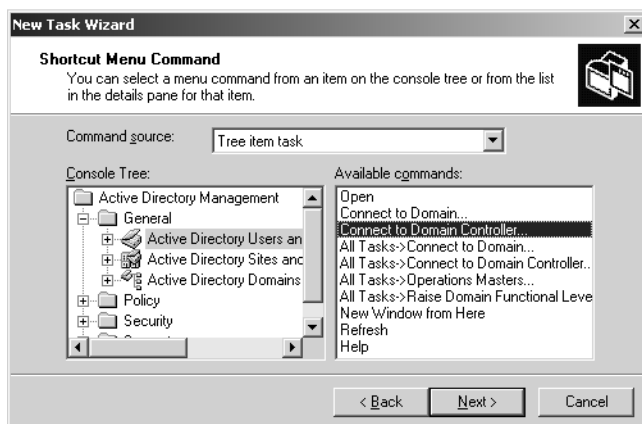 New Task Wizard
Shortcut Menu Command
You can select a menu command from an item on the console tree or from the list
in the details pane for that item.
Command source:
Tree item task
Console Tree:
Active Directory Management
General
Active Directory Users an
Active Directory Sites and
Active Directory Domains
Policy
Security
Available commands:
Open
Connect to Domain...
Connect to Domain Controller...
All Tasks->Connect to Domain...
All Tasks->Connect to Domain Controller..
All Tasks->Operations Masters...
All Tasks->Raise Domain Functional Leve
New Window from Here
Refresh
Help
< Back
Next >
Cancel